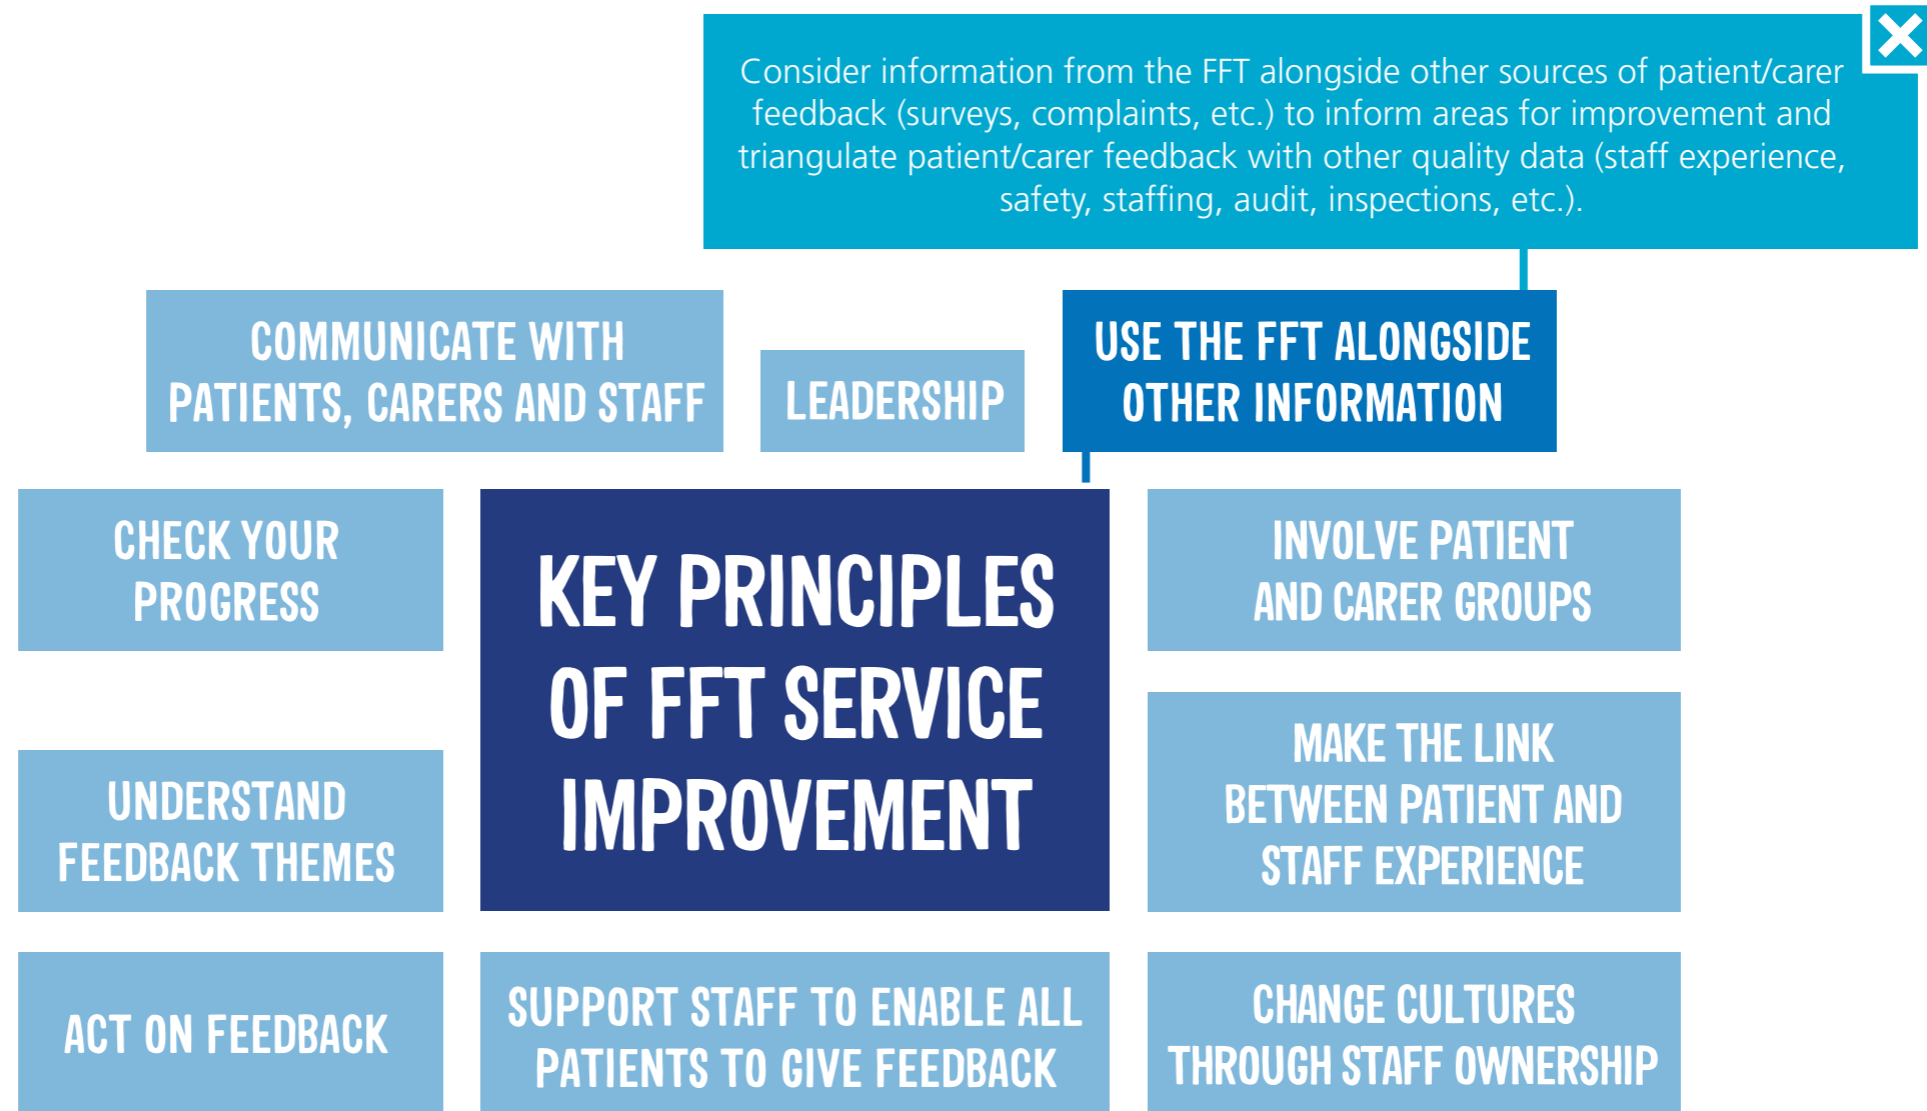 Consider information from the FFT alongside other sources of patient/carer
feedback (surveys, complaints, etc.) to inform areas for improvement and
triangulate patient/carer feedback with other quality data (staff experience,
safety, staffing, audit, inspections, etc.).
COMMUNICATE WITH
PATIENTS, CARERS AND STAFF
LEADERSHIP
USE THE FFT ALONGSIDE
OTHER INFORMATION
CHECK YOUR
PROGRESS
KEY PRINCIPLES
OF FFT SERVICE
IMPROVEMENT
INVOLVE PATIENT
AND CARER GROUPS
UNDERSTAND
FEEDBACK THEMES
MAKE THE LINK
BETWEEN PATIENT AND
STAFF EXPERIENCE
ACT ON FEEDBACK
SUPPORT STAFF TO ENABLE ALL
PATIENTS TO GIVE FEEDBACK
CHANGE CULTURES
THROUGH STAFF OWNERSHIP